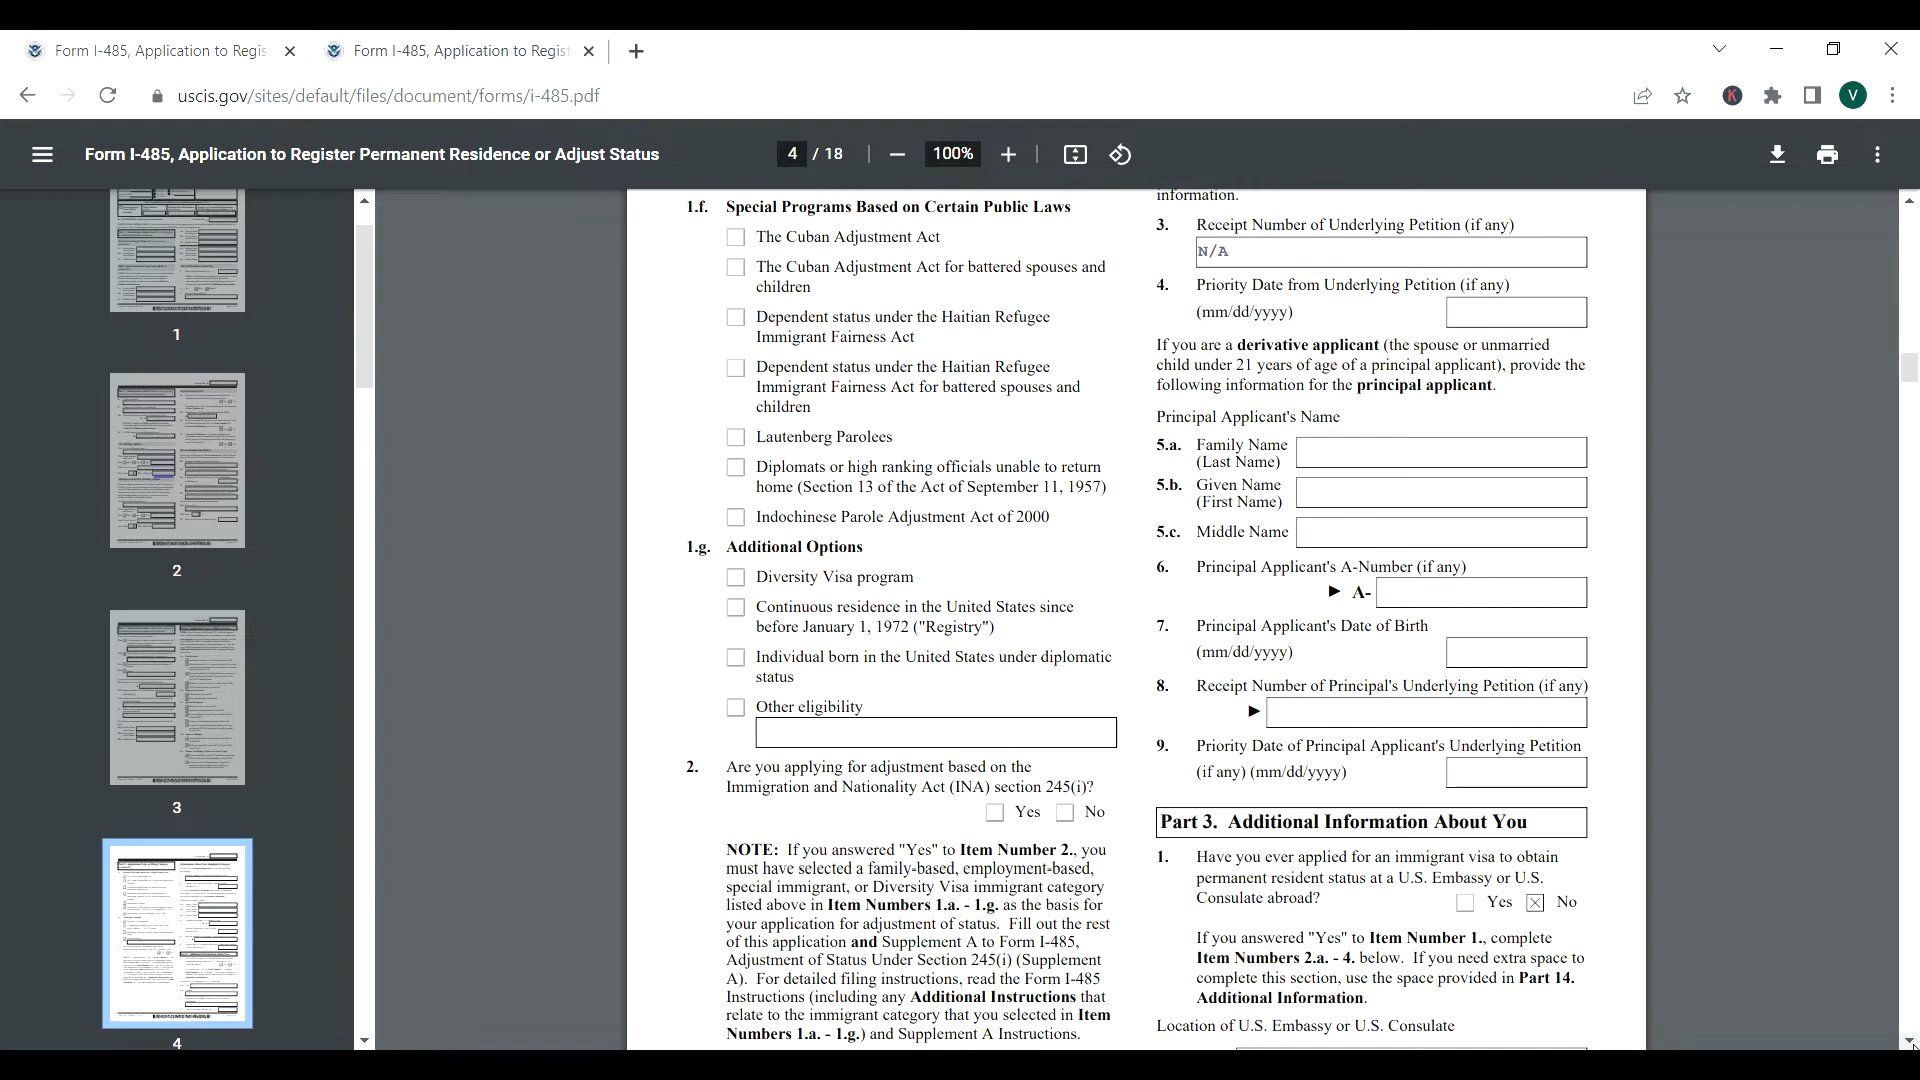 Form I-485, Application to Regis
Form I-485, Application to Regist
uscis.gov/sites/default/files/document/forms/i-485.pdf
K
V
Form I-485, Application to Register Permanent Residence or Adjust Status
4 / 18
100%
1
2
3
4
1.f. Special Programs Based on Certain Public Laws
The Cuban Adjustment Act
The Cuban Adjustment Act for battered spouses and
children
Dependent status under the Haitian Refugee
Immigrant Fairness Act
Dependent status under the Haitian Refugee
Immigrant Fairness Act for battered spouses and
children
Lautenberg Parolees
Diplomats or high ranking officials unable to return
home (Section 13 of the Act of September 11, 1957)
Indochinese Parole Adjustment Act of 2000
1.g. Additional Options
Diversity Visa program
Continuous residence in the United States since
before January 1, 1972 ("Registry")
Individual born in the United States under diplomatic
status
Other eligibility
2. Are you applying for adjustment based on the
Immigration and Nationality Act (INA) section 245(i)?
Yes No
NOTE: If you answered "Yes" to Item Number 2., you
must have selected a family-based, employment-based,
special immigrant, or Diversity Visa immigrant category
listed above in Item Numbers 1.a. - 1.g. as the basis for
your application for adjustment of status. Fill out the rest
of this application and Supplement A to Form I-485,
Adjustment of Status Under Section 245(i) (Supplement
A). For detailed filing instructions, read the Form I-485
Instructions (including any Additional Instructions that
relate to the immigrant category that you selected in Item
Numbers 1.a. - 1.g.) and Supplement A Instructions.
information.
3. Receipt Number of Underlying Petition (if any)
N/A
4. Priority Date from Underlying Petition (if any)
(mm/dd/yyyy)
If you are a derivative applicant (the spouse or unmarried
child under 21 years of age of a principal applicant), provide the
following information for the principal applicant.
Principal Applicant's Name
5.a. Family Name
(Last Name)
5.b. Given Name
(First Name)
5.c. Middle Name
6. Principal Applicant's A-Number (if any)
► A-
7. Principal Applicant's Date of Birth
(mm/dd/yyyy)
8. Receipt Number of Principal's Underlying Petition (if any)
►
9. Priority Date of Principal Applicant's Underlying Petition
(if any) (mm/dd/yyyy)
Part 3. Additional Information About You
1. Have you ever applied for an immigrant visa to obtain
permanent resident status at a U.S. Embassy or U.S.
Consulate abroad?
Yes No
If you answered "Yes" to Item Number 1., complete
Item Numbers 2.a. - 4. below. If you need extra space to
complete this section, use the space provided in Part 14.
Additional Information.
Location of U.S. Embassy or U.S. Consulate